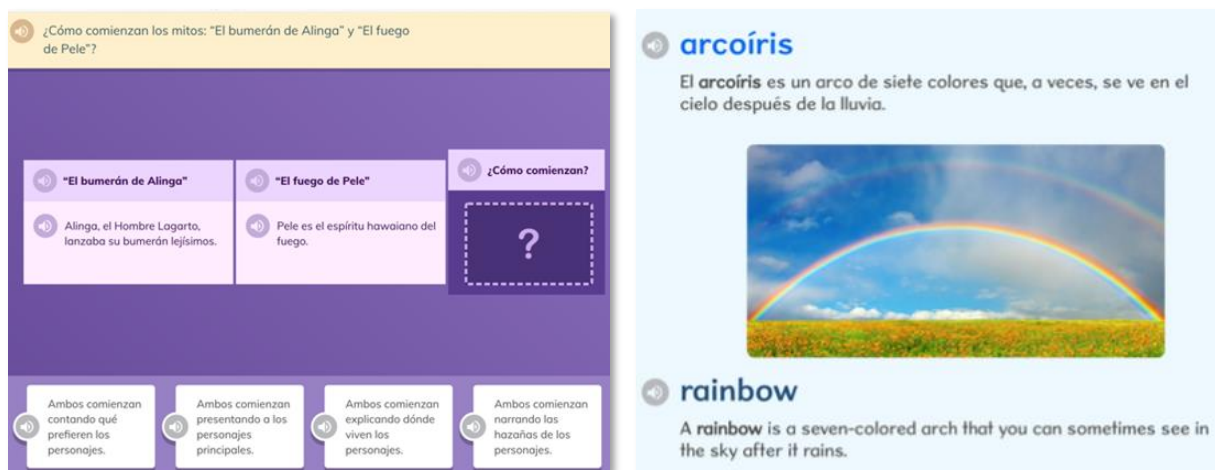 ¿Cómo comienzan los mitos: “El bumerán de Alinga” y “El fuego
de Pele”?
“El bumerán de Alinga”
“El fuego de Pele”
¿Cómo comienzan?
Alinga, el Hombre Lagarto,
lanzaba su bumerán lejísimos.
Pele es el espíritu hawaiano del
fuego.
?
Ambos comienzan
contando qué
prefieren los
personajes.
Ambos comienzan
presentando a los
personajes
principales.
Ambos comienzan
explicando dónde
viven los
personajes.
Ambos comienzan
narrando las
hazañas de los
personajes.
arcoíris
El arcoíris es un arco de siete colores que, a veces, se ve en el
cielo después de la lluvia.
rainbow
A rainbow is a seven-colored arch that you can sometimes see in
the sky after it rains.